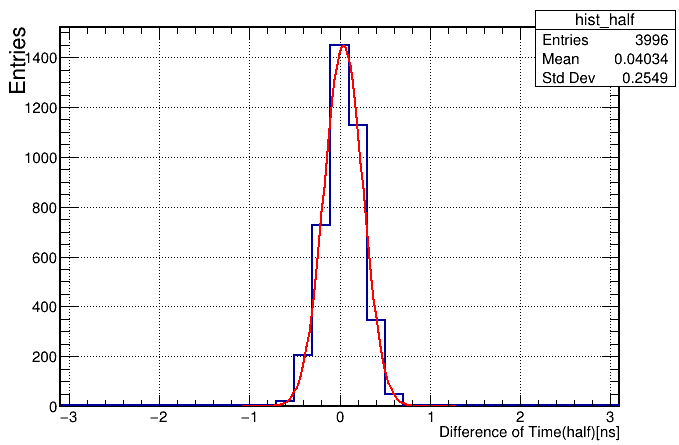 hist_half
Entries 3996
Mean 0.04034
Std Dev 0.2549
Entries
1400
1200
1000
800
600
400
200
0
−3 −2 −1 0 1 2 3
Difference of Time(half)[ns]